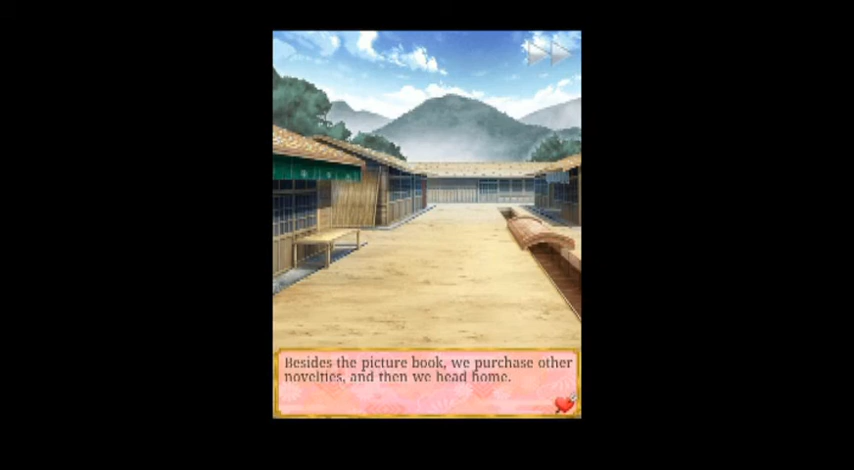 Besides the picture book, we purchase other
novelties, and then we head home.